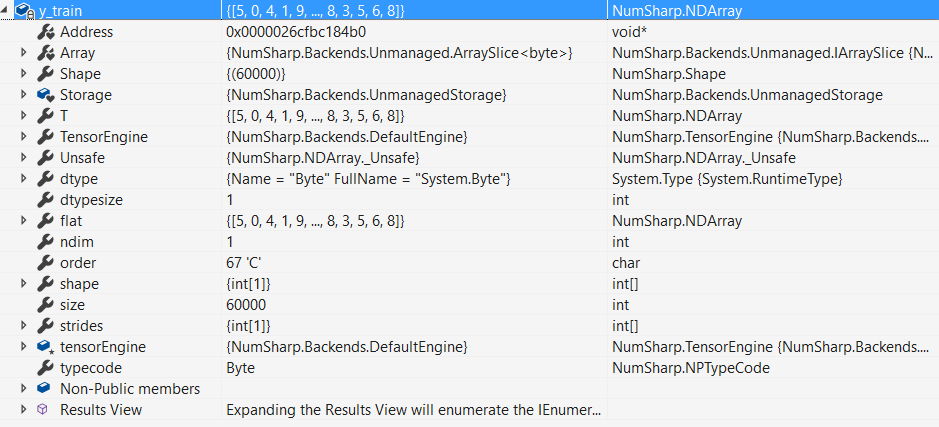 y_train {[5, 0, 4, 1, 9, ..., 8, 3, 5, 6, 8]} NumSharp.NDArray
Address 0x0000026cfbc184b0 void*
Array {NumSharp.Backends.Unmanaged.ArraySlice<byte>} NumSharp.Backends.Unmanaged.IArraySlice {N...
Shape {(60000)} NumSharp.Shape
Storage {NumSharp.Backends.UnmanagedStorage} NumSharp.Backends.UnmanagedStorage
T {[5, 0, 4, 1, 9, ..., 8, 3, 5, 6, 8]} NumSharp.NDArray
TensorEngine {NumSharp.Backends.DefaultEngine} NumSharp.TensorEngine {NumSharp.Backends....
Unsafe {NumSharp.NDArray._Unsafe} NumSharp.NDArray._Unsafe
dtype {Name = "Byte" FullName = "System.Byte"} System.Type {System.RuntimeType}
dtypesize 1 int
flat {[5, 0, 4, 1, 9, ..., 8, 3, 5, 6, 8]} NumSharp.NDArray
ndim 1 int
order 67 'C' char
shape {int[1]} int[]
size 60000 int
strides {int[1]} int[]
tensorEngine {NumSharp.Backends.DefaultEngine} NumSharp.TensorEngine {NumSharp.Backends....
typecode Byte NumSharp.NPTypeCode
Non-Public members
Results View Expanding the Results View will enumerate the IEnumer...